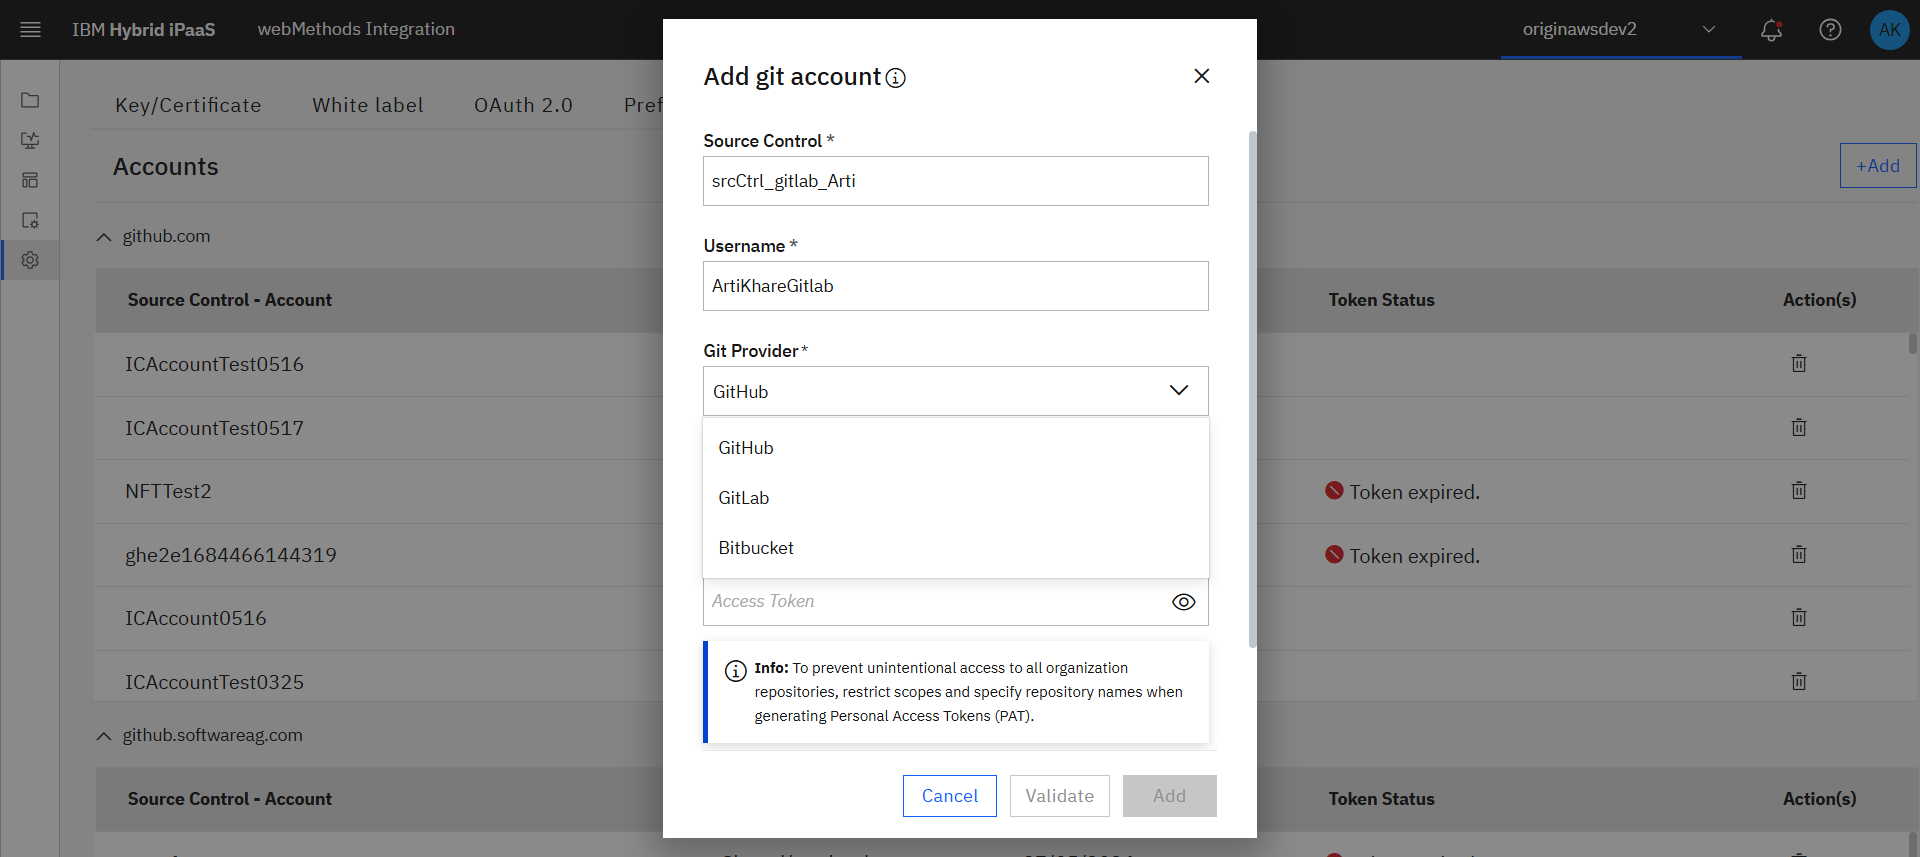 IBM Hybrid iPaaS
webMethods Integration
originawsdev2
AK
Key/Certificate
White label
OAuth 2.0
Pref
Accounts
+Add
github.com
Source Control - Account
Token Status
Action(s)
ICAccountTest0516
ICAccountTest0517
NFTTest2
Token expired.
ghe2e1684466144319
Token expired.
ICAccount0516
ICAccountTest0325
github.softwareag.com
Source Control - Account
Token Status
Action(s)
Add git account
Source Control *
srcCtrl_gitlab_Arti
Username *
ArtiKhareGitlab
Git Provider*
GitHub
GitHub
GitLab
Bitbucket
Access Token
Info: To prevent unintentional access to all organization
repositories, restrict scopes and specify repository names when
generating Personal Access Tokens (PAT).
Cancel
Validate
Add